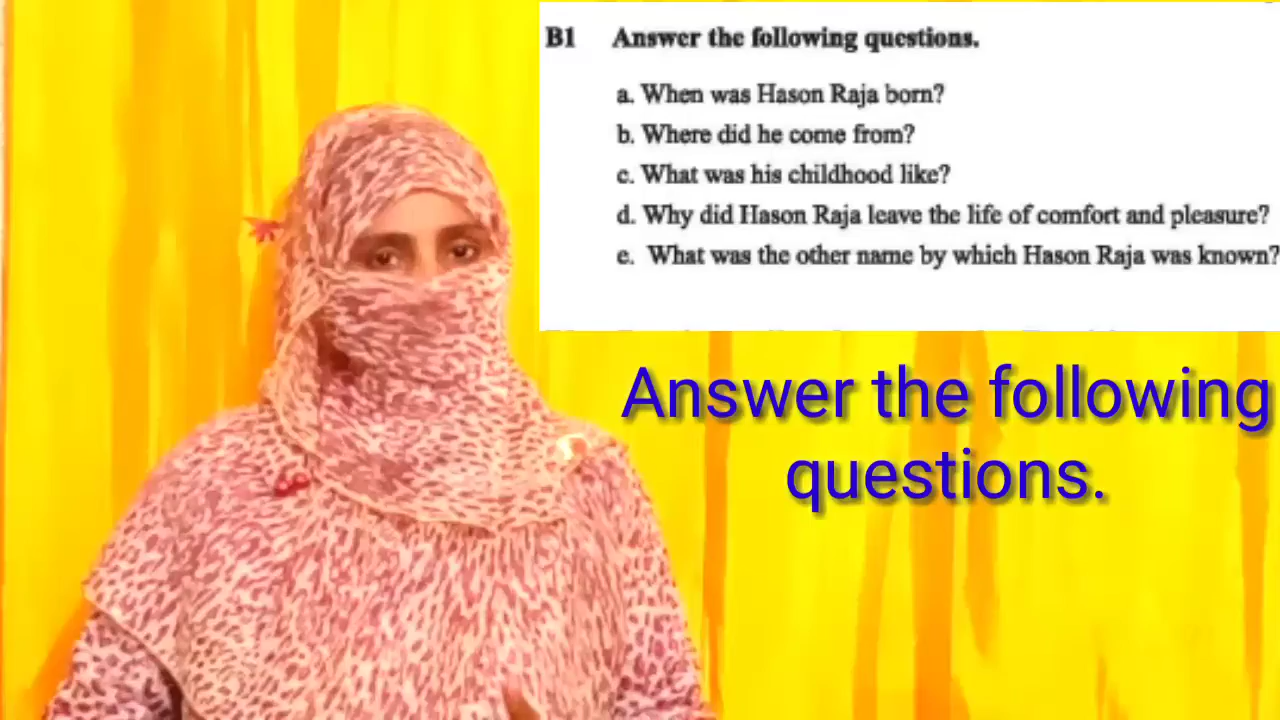 B1 Answer the following questions.
a. When was Hason Raja born?
b. Where did he come from?
c. What was his childhood like?
d. Why did Hason Raja leave the life of comfort and pleasure?
e. What was the other name by which Hason Raja was known?
Answer the following
questions.